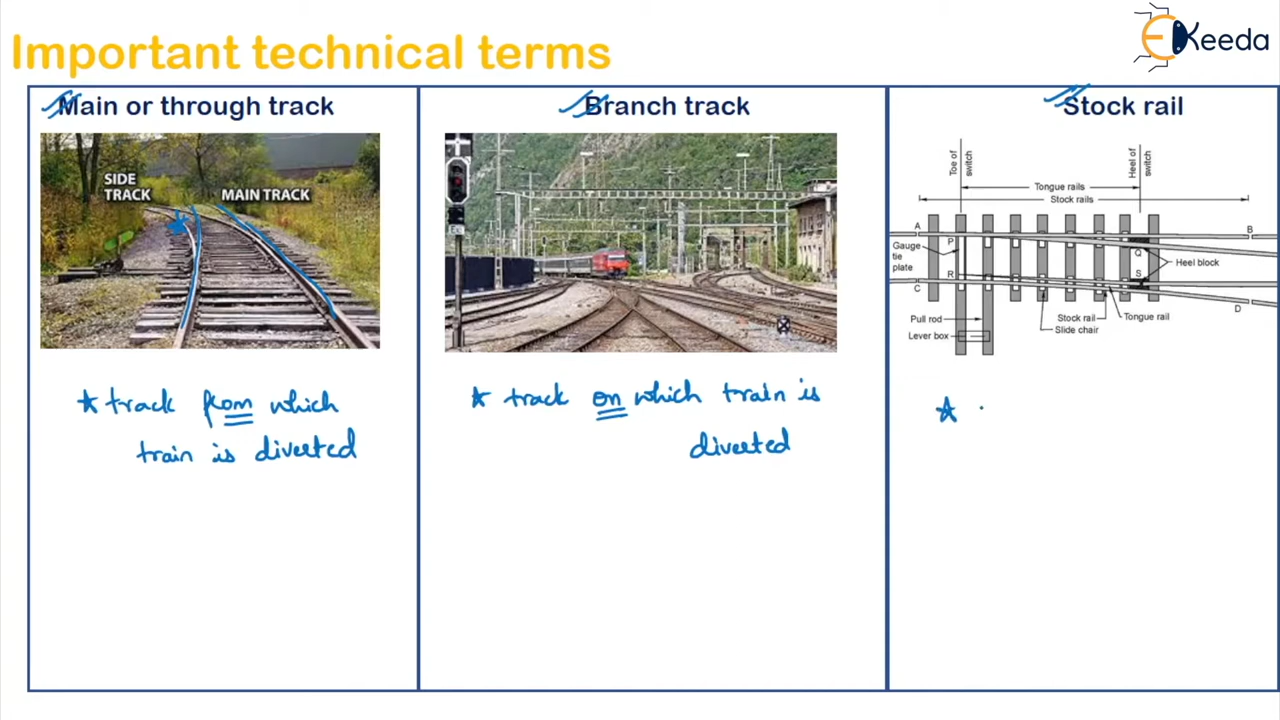 Important technical terms
EKeeda
Main or through track
SIDE
TRACK
MAIN TRACK
★ track from which
train is diverted
Branch track
★ track on which train is
diverted
Stock rail
Toe of
switch
Heel of
switch
Tongue rails
Stock rails
A
B
Gauge
tie
plate
P
Q
Heel block
R
S
C
D
Pull rod
Stock rail
Tongue rail
Slide chair
Lever box
★